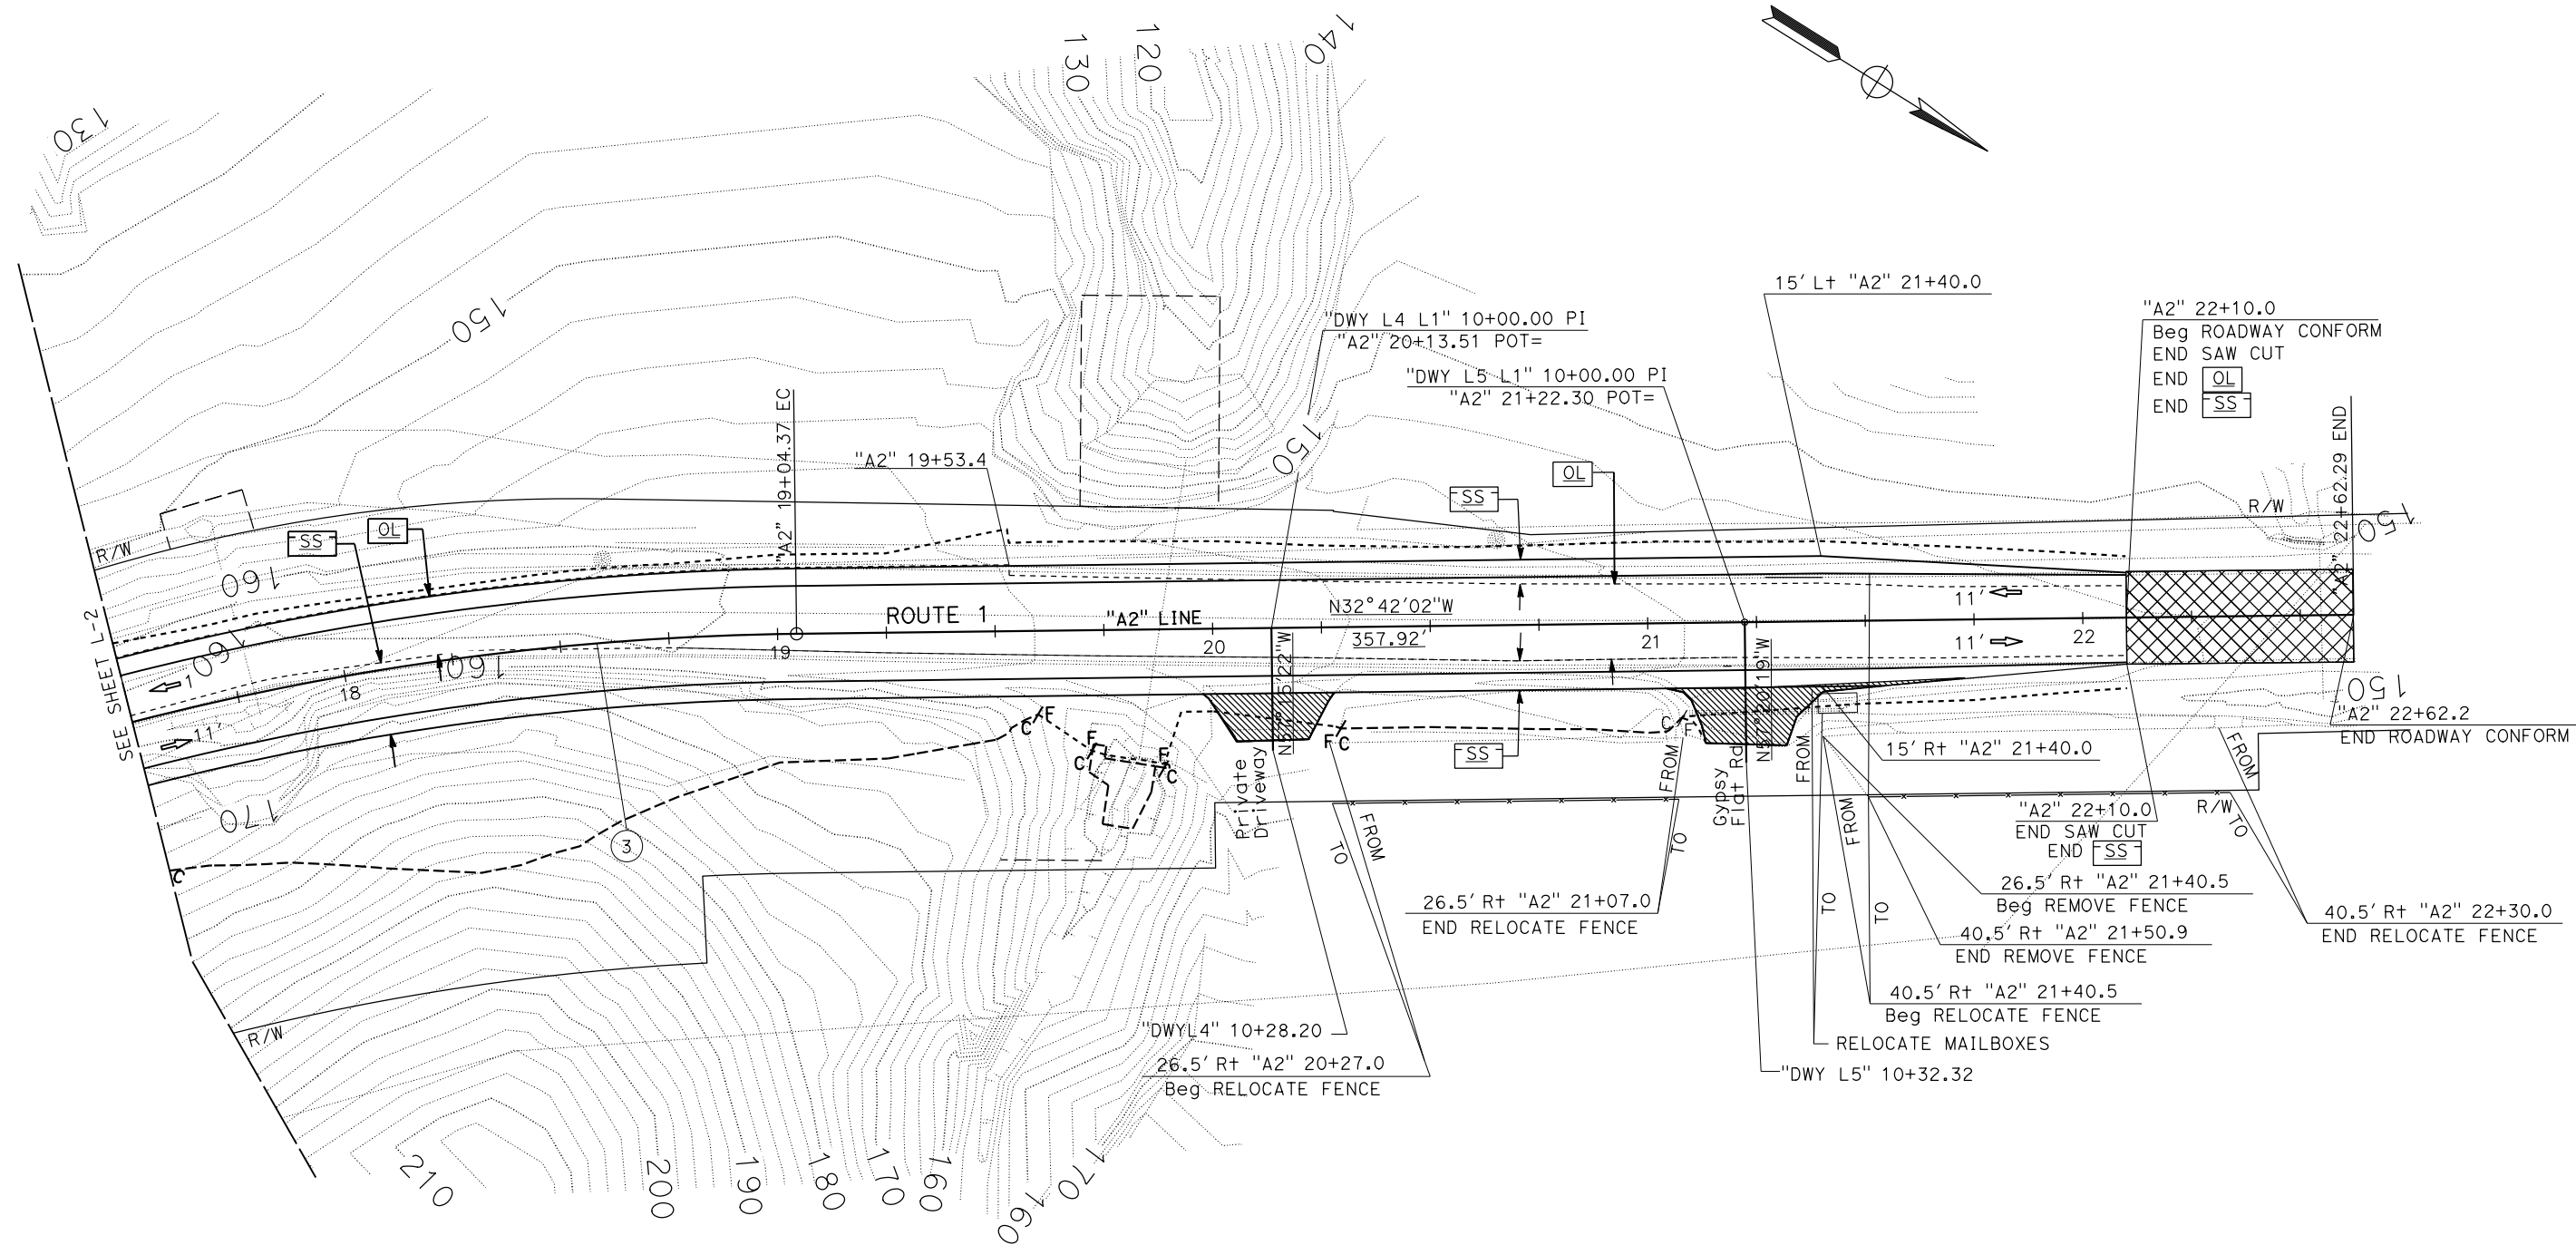 130
120
140
130
15' Lt "A2" 21+40.0
"A2" 22+10.0
Beg ROADWAY CONFORM
END SAW CUT
END OL
END SS
"DWY L4 L1" 10+00.00 PI
"A2" 20+13.51 POT=
"DWY L5 L1" 10+00.00 PI
"A2" 21+22.30 POT=
150
150
"A2" 19+04.37 EC
"A2" 19+53.4
"A2" 22+62.29 END
OL
SS
R/W
150
R/W
SS
OL
160
160
160
SEE SHEET L-2
ROUTE 1
"A2" LINE
N32°42'02"W
357.92'
11'
11'
11'
18
19
20
21
22
150
"A2" 22+62.2
END ROADWAY CONFORM
C
F
F
C
F
C
F
C
C
F
C
SS
Private
Driveway
Gypsy
Flat Rd
N57°20'19"W
15' Rt "A2" 21+40.0
170
3
FROM
TO
FROM
TO
FROM
FROM
TO
TO
FROM
TO
R/W
"A2" 22+10.0
END SAW CUT
END SS
26.5' Rt "A2" 21+07.0
END RELOCATE FENCE
26.5' Rt "A2" 21+40.5
Beg REMOVE FENCE
40.5' Rt "A2" 21+50.9
END REMOVE FENCE
40.5' Rt "A2" 22+30.0
END RELOCATE FENCE
40.5' Rt "A2" 21+40.5
Beg RELOCATE FENCE
RELOCATE MAILBOXES
"DWY L5" 10+32.32
"DWYL4" 10+28.20
26.5' Rt "A2" 20+27.0
Beg RELOCATE FENCE
R/W
210
200
190
180
170
160
160
170